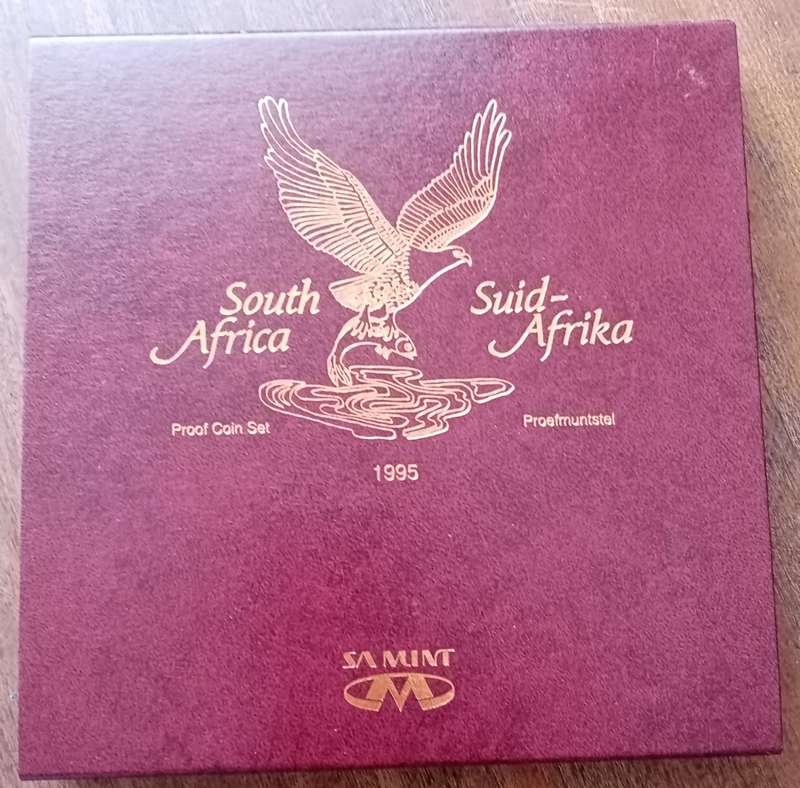 South
Africa
Suid-
Afrika
Proof Coin Set
Proefmuntstel
1995
SA MINT